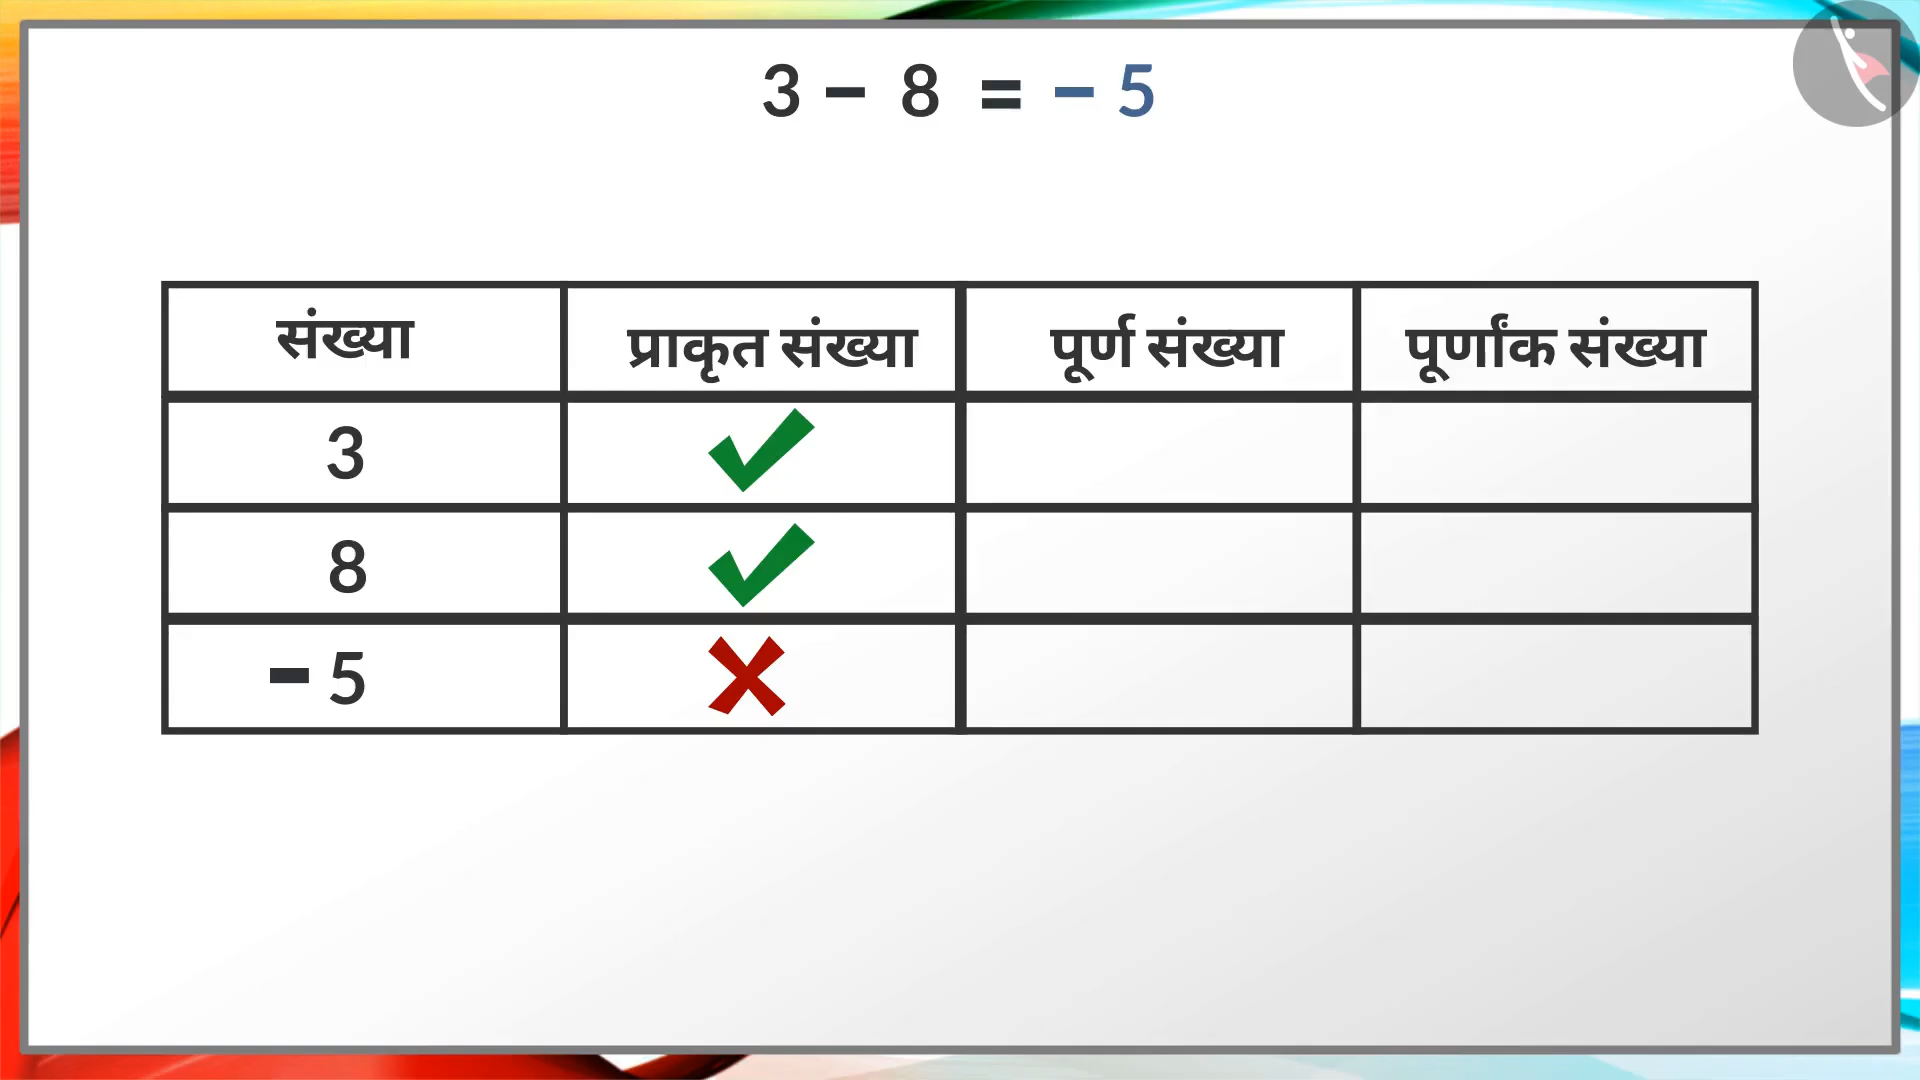 3 – 8 = – 5
संख्या प्राकृत संख्या पूर्ण संख्या पूर्णांक संख्या
3 ✔
8 ✔
- 5 ✘